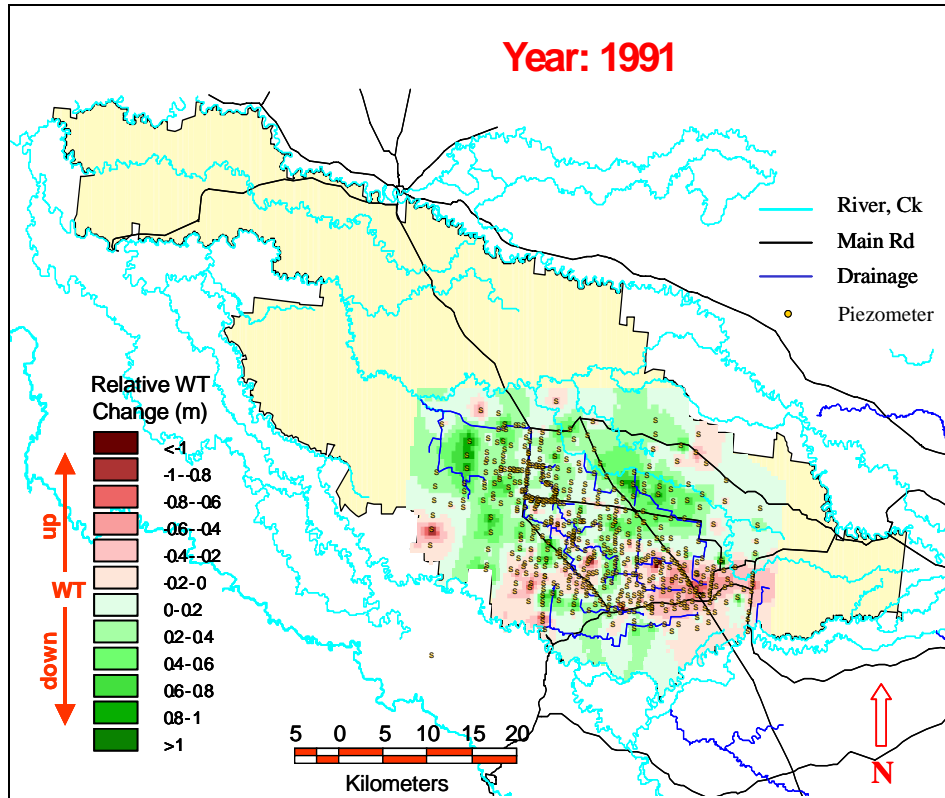 Year: 1991
River, Ck
Main Rd
Drainage
Piezometer
Relative WT
Change (m)
<-1
-1--0.8
-0.8--0.6
-0.6--0.4
-0.4--0.2
-0.2-0
0-0.2
0.2-0.4
0.4-0.6
0.6-0.8
0.8-1
>1
up
WT
down
5 0 5 10 15 20
Kilometers
N